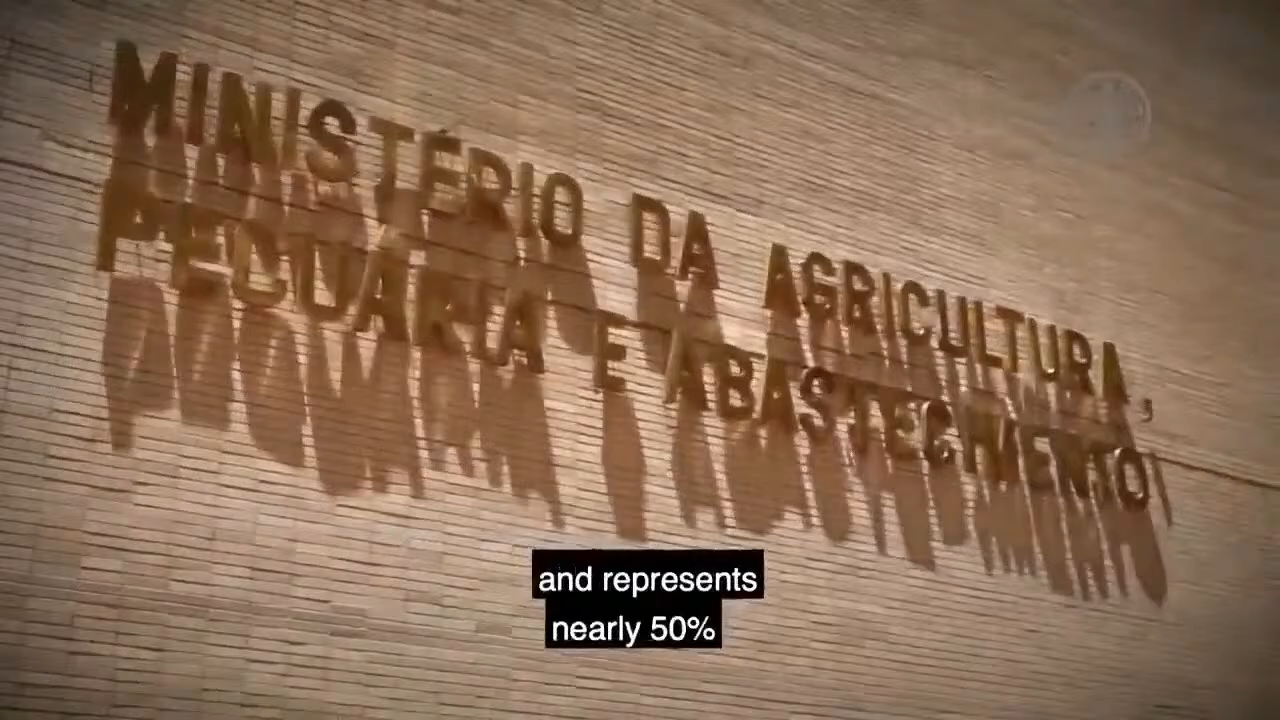 MINISTÉRIO DA AGRICULTURA,
PECUÁRIA E ABASTECIMENTO
and represents
nearly 50%